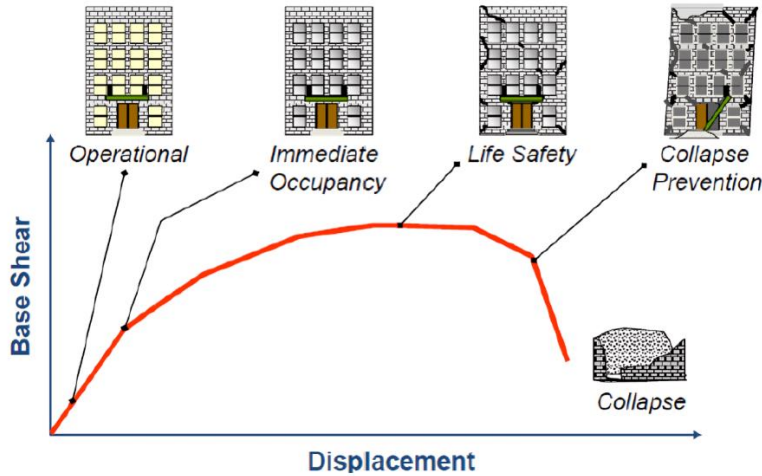 Operational
Immediate
Occupancy
Life Safety
Collapse
Prevention
Base Shear
Collapse
Displacement